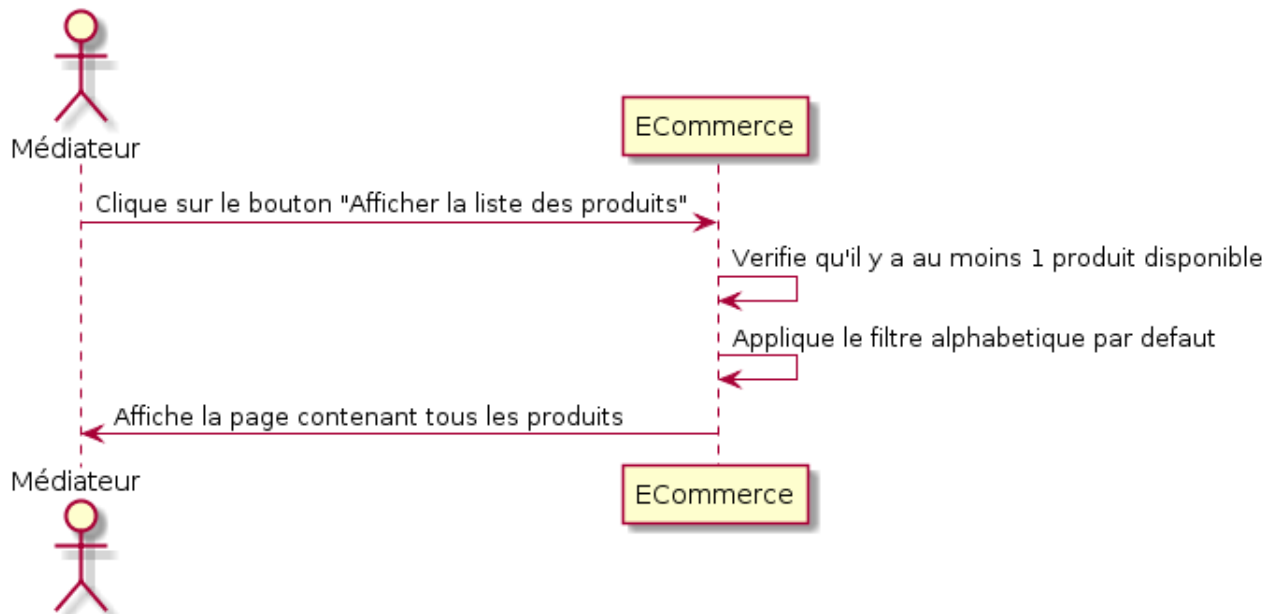 Médiateur
ECommerce
Clique sur le bouton "Afficher la liste des produits"
Verifie qu'il y a au moins 1 produit disponible
Applique le filtre alphabetique par defaut
Affiche la page contenant tous les produits
Médiateur
ECommerce